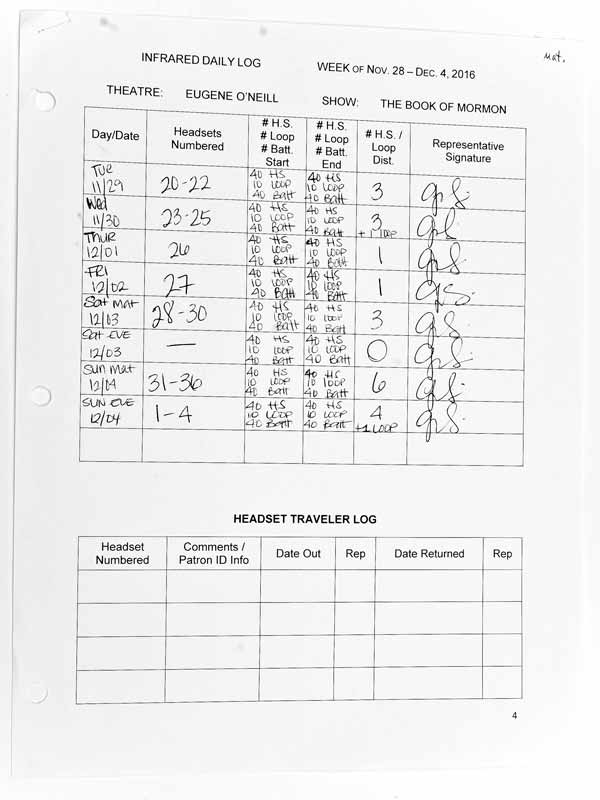 Mat.
INFRARED DAILY LOG WEEK OF NOV. 28 – DEC. 4, 2016
THEATRE: EUGENE O'NEILL SHOW: THE BOOK OF MORMON
Day/Date Headsets Numbered # H.S. # Loop # Batt. Start # H.S. # Loop # Batt. End # H.S. / Loop Dist. Representative Signature
Tue 11/29 20-22 40 HS 10 LOOP 40 Batt 40 HS 10 LOOP 40 Batt 3
Wed 11/30 23-25 40 HS 10 LOOP 40 Batt 40 HS 10 LOOP 40 Batt 3 + 1 loop
Thur 12/01 26 40 HS 10 LOOP 40 Batt 40 HS 10 LOOP 40 Batt 1
FRI 12/02 27 40 HS 10 LOOP 40 Batt 40 HS 10 LOOP 40 Batt 1
Sat Mat 12/03 28-30 40 HS 10 LOOP 40 Batt 40 HS 10 LOOP 40 Batt 3
Sat EVE 12/03 — 40 HS 10 LOOP 40 Batt 40 HS 10 LOOP 40 Batt 0
Sun Mat 12/04 31-36 40 HS 10 LOOP 40 Batt 40 HS 10 loop 40 Batt 6
SUN EVE 12/04 1-4 40 HS 10 LOOP 40 Batt 40 HS 10 LOOP 40 Batt 4 +1 LOOP
HEADSET TRAVELER LOG
Headset Numbered Comments / Patron ID Info Date Out Rep Date Returned Rep
4